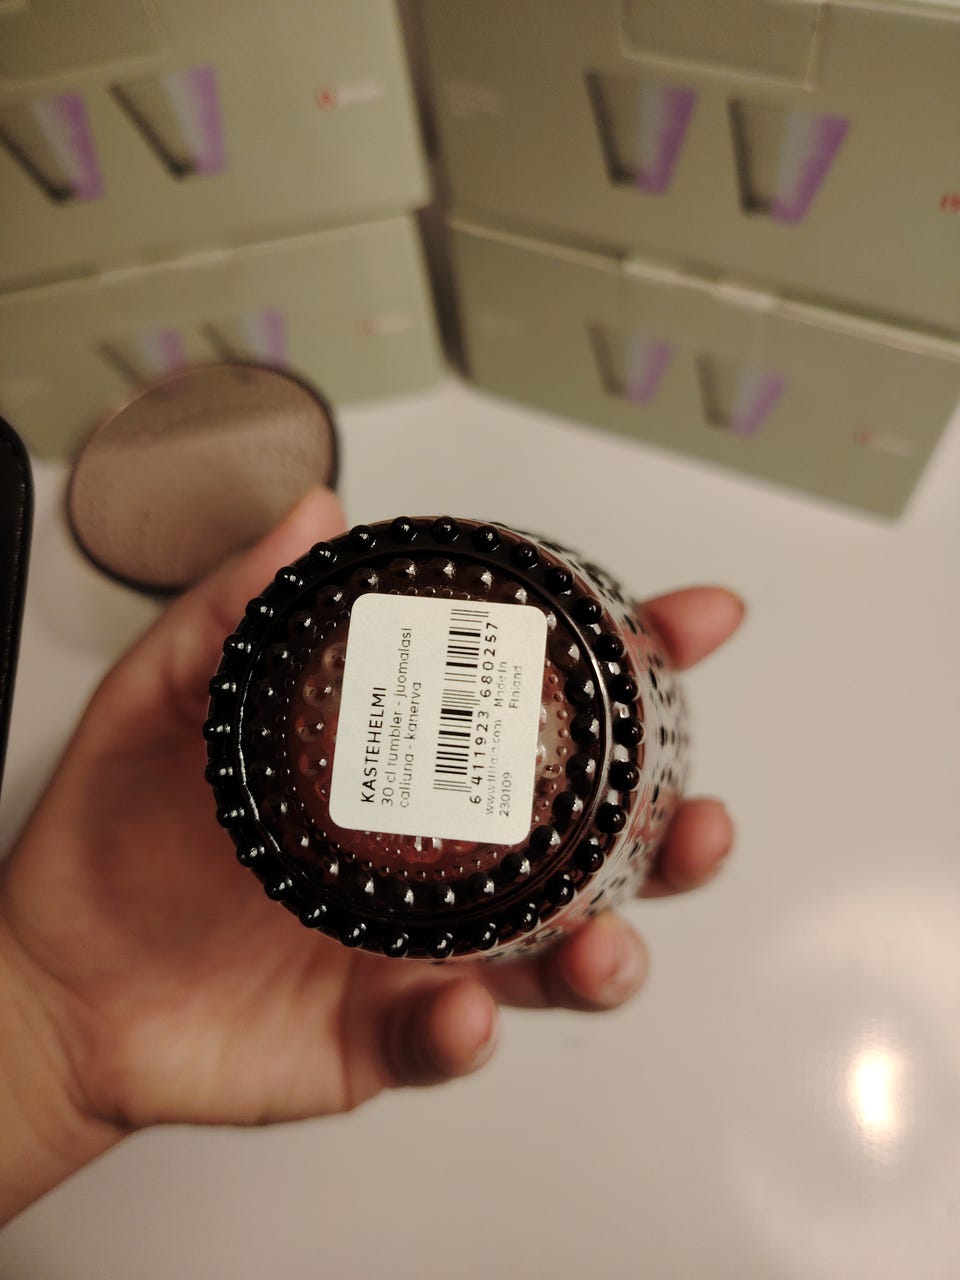 KASTEHELMI
30 cl tumbler - juomalasi
calluna - kanerva
6 411923 680257
www.iittala.com Made in
Finland
230109